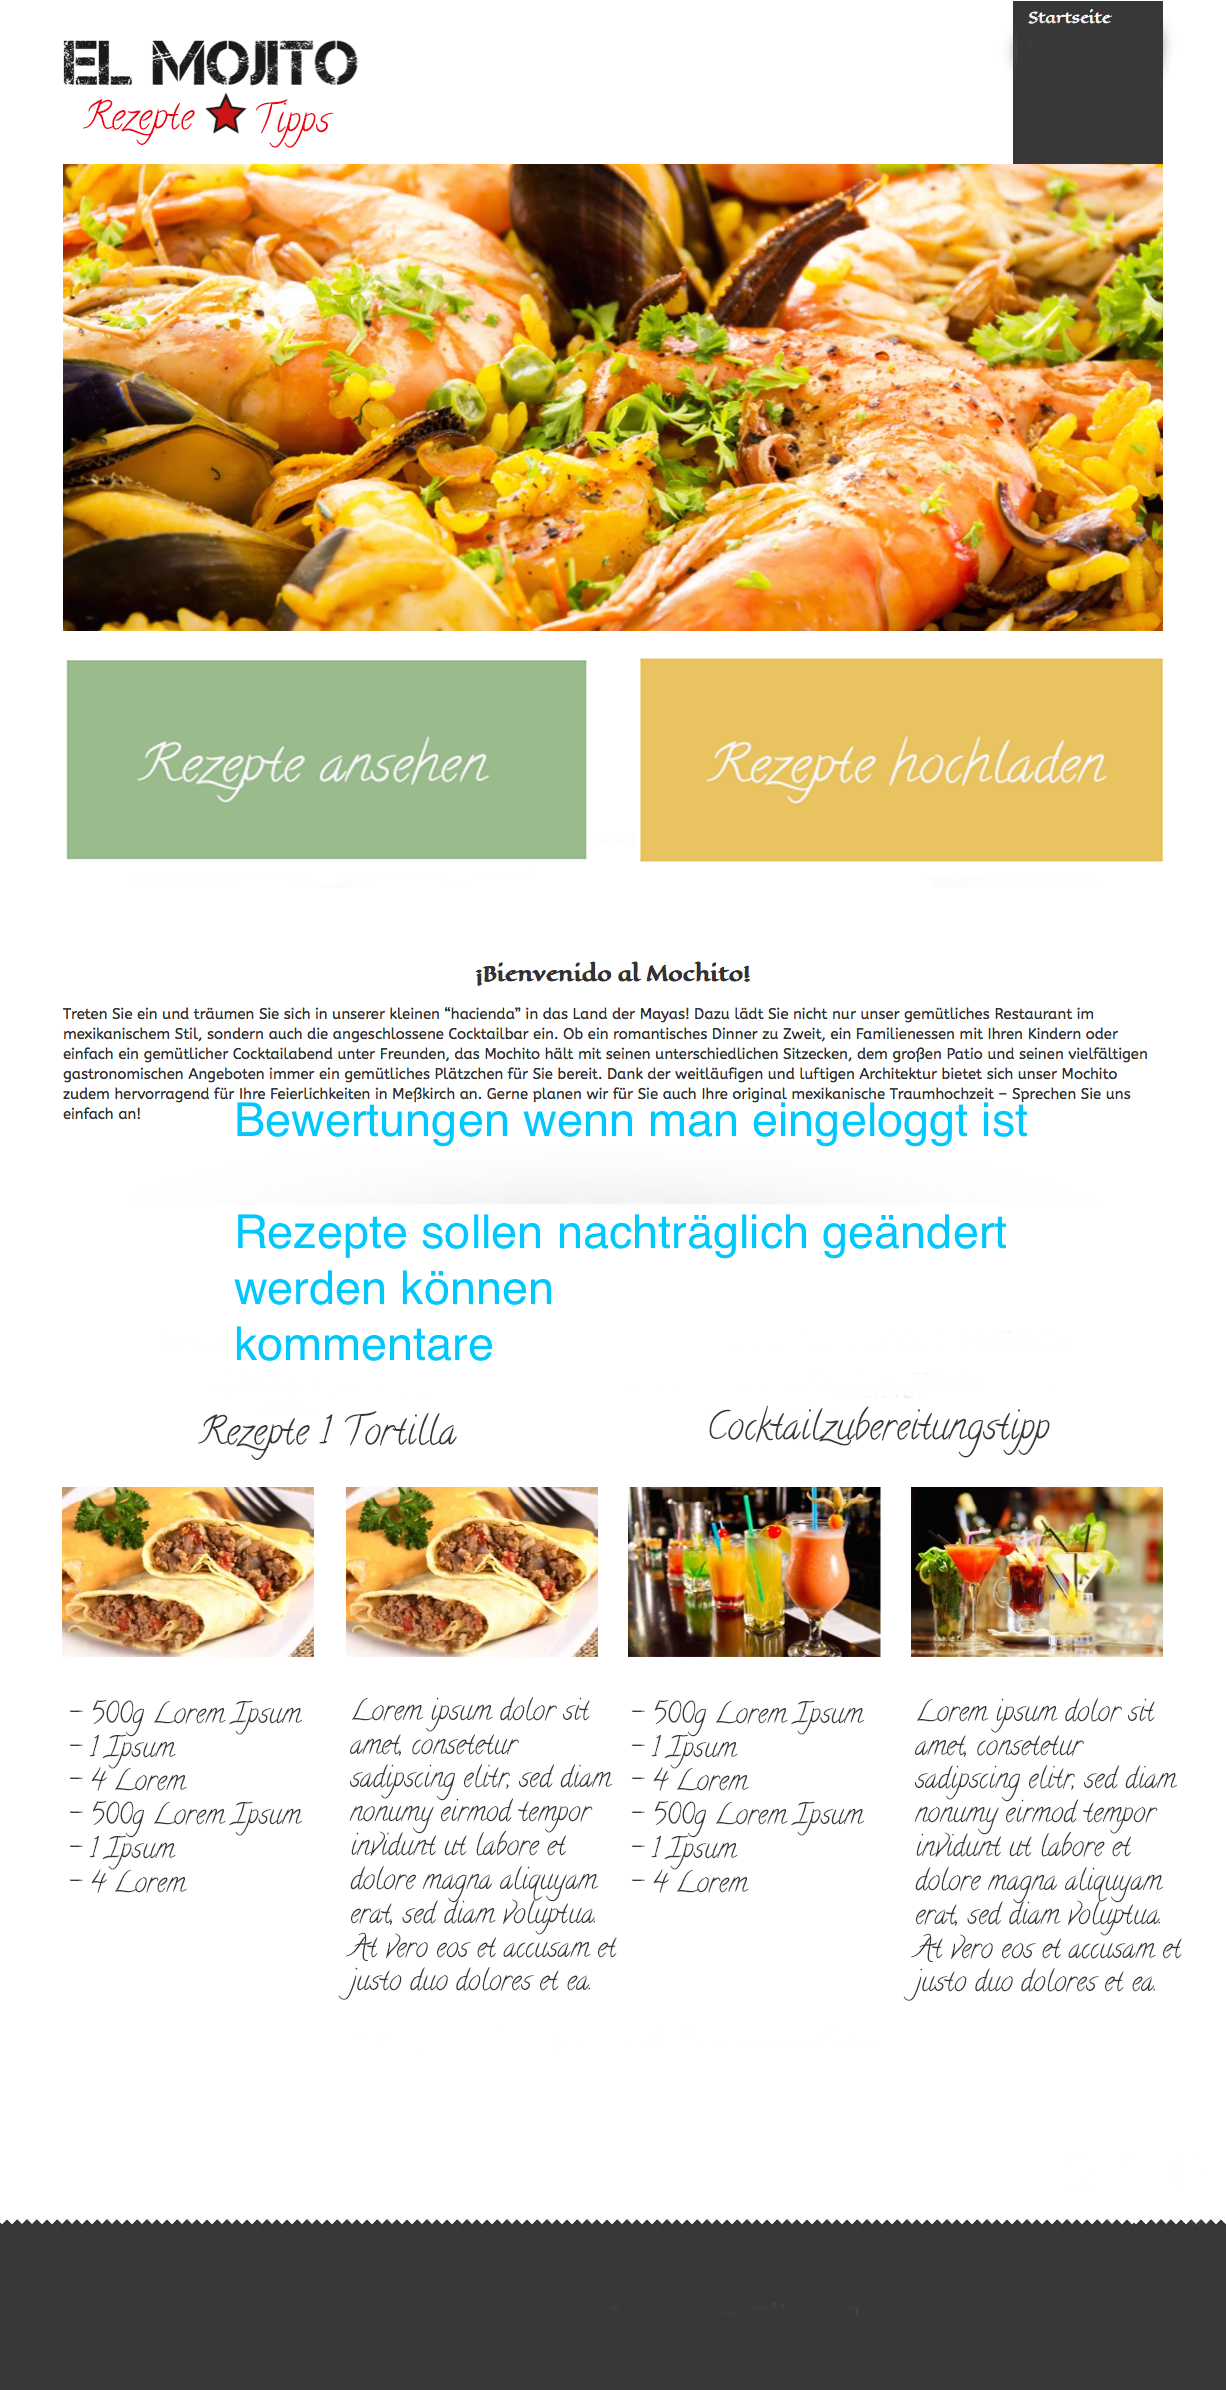 Startseite
EL MOJITO
Rezepte Tipps
Rezepte ansehen
Rezepte hochladen
¡Bienvenido al Mochito!
Treten Sie ein und träumen Sie sich in unserer kleinen “hacienda” in das Land der Mayas! Dazu lädt Sie nicht nur unser gemütliches Restaurant im
mexikanischem Stil, sondern auch die angeschlossene Cocktailbar ein. Ob ein romantisches Dinner zu Zweit, ein Familienessen mit Ihren Kindern oder
einfach ein gemütlicher Cocktailabend unter Freunden, das Mochito hält mit seinen unterschiedlichen Sitzecken, dem großen Patio und seinen vielfältigen
gastronomischen Angeboten immer ein gemütliches Plätzchen für Sie bereit. Dank der weitläufigen und luftigen Architektur bietet sich unser Mochito
zudem hervorragend für Ihre Feierlichkeiten in Meßkirch an. Gerne planen wir für Sie auch Ihre original mexikanische Traumhochzeit – Sprechen Sie uns
einfach an!
Bewertungen wenn man eingeloggt ist
Rezepte sollen nachträglich geändert
werden können
kommentare
Rezepte 1 Tortilla
Cocktailzubereitungstipp
- 500g Lorem Ipsum
- 1 Ipsum
- 4 Lorem
- 500g Lorem Ipsum
- 1 Ipsum
- 4 Lorem
Lorem ipsum dolor sit
amet, consetetur
sadipscing elitr, sed diam
nonumy eirmod tempor
invidunt ut labore et
dolore magna aliquyam
erat, sed diam voluptua.
At vero eos et accusam et
justo duo dolores et ea.
- 500g Lorem Ipsum
- 1 Ipsum
- 4 Lorem
- 500g Lorem Ipsum
- 1 Ipsum
- 4 Lorem
Lorem ipsum dolor sit
amet, consetetur
sadipscing elitr, sed diam
nonumy eirmod tempor
invidunt ut labore et
dolore magna aliquyam
erat, sed diam voluptua.
At vero eos et accusam et
justo duo dolores et ea.